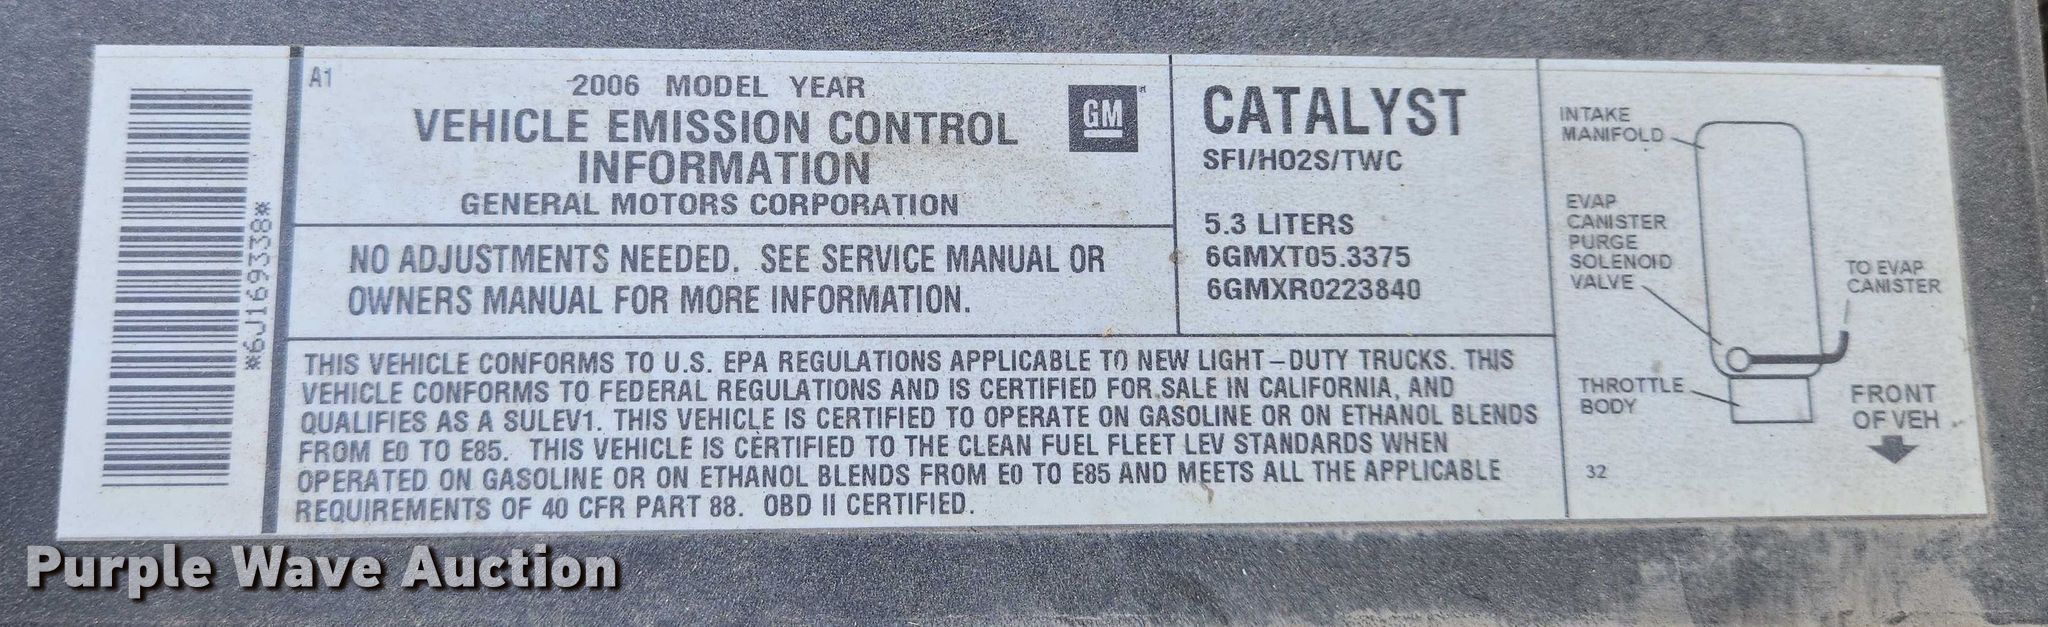 *6J169338*
A1
2006 MODEL YEAR
VEHICLE EMISSION CONTROL
INFORMATION
GENERAL MOTORS CORPORATION
GM
NO ADJUSTMENTS NEEDED. SEE SERVICE MANUAL OR
OWNERS MANUAL FOR MORE INFORMATION.
CATALYST
SFI/HO2S/TWC
5.3 LITERS
6GMXT05.3375
6GMXR0223840
THIS VEHICLE CONFORMS TO U.S. EPA REGULATIONS APPLICABLE TO NEW LIGHT-DUTY TRUCKS. THIS
VEHICLE CONFORMS TO FEDERAL REGULATIONS AND IS CERTIFIED FOR SALE IN CALIFORNIA, AND
QUALIFIES AS A SULEV1. THIS VEHICLE IS CERTIFIED TO OPERATE ON GASOLINE OR ON ETHANOL BLENDS
FROM E0 TO E85. THIS VEHICLE IS CERTIFIED TO THE CLEAN FUEL FLEET LEV STANDARDS WHEN
OPERATED ON GASOLINE OR ON ETHANOL BLENDS FROM E0 TO E85 AND MEETS ALL THE APPLICABLE
REQUIREMENTS OF 40 CFR PART 88. OBD II CERTIFIED.
INTAKE
MANIFOLD
EVAP
CANISTER
PURGE
SOLENOID
VALVE
TO EVAP
CANISTER
THROTTLE
BODY
FRONT
OF VEH
32
Purple Wave Auction